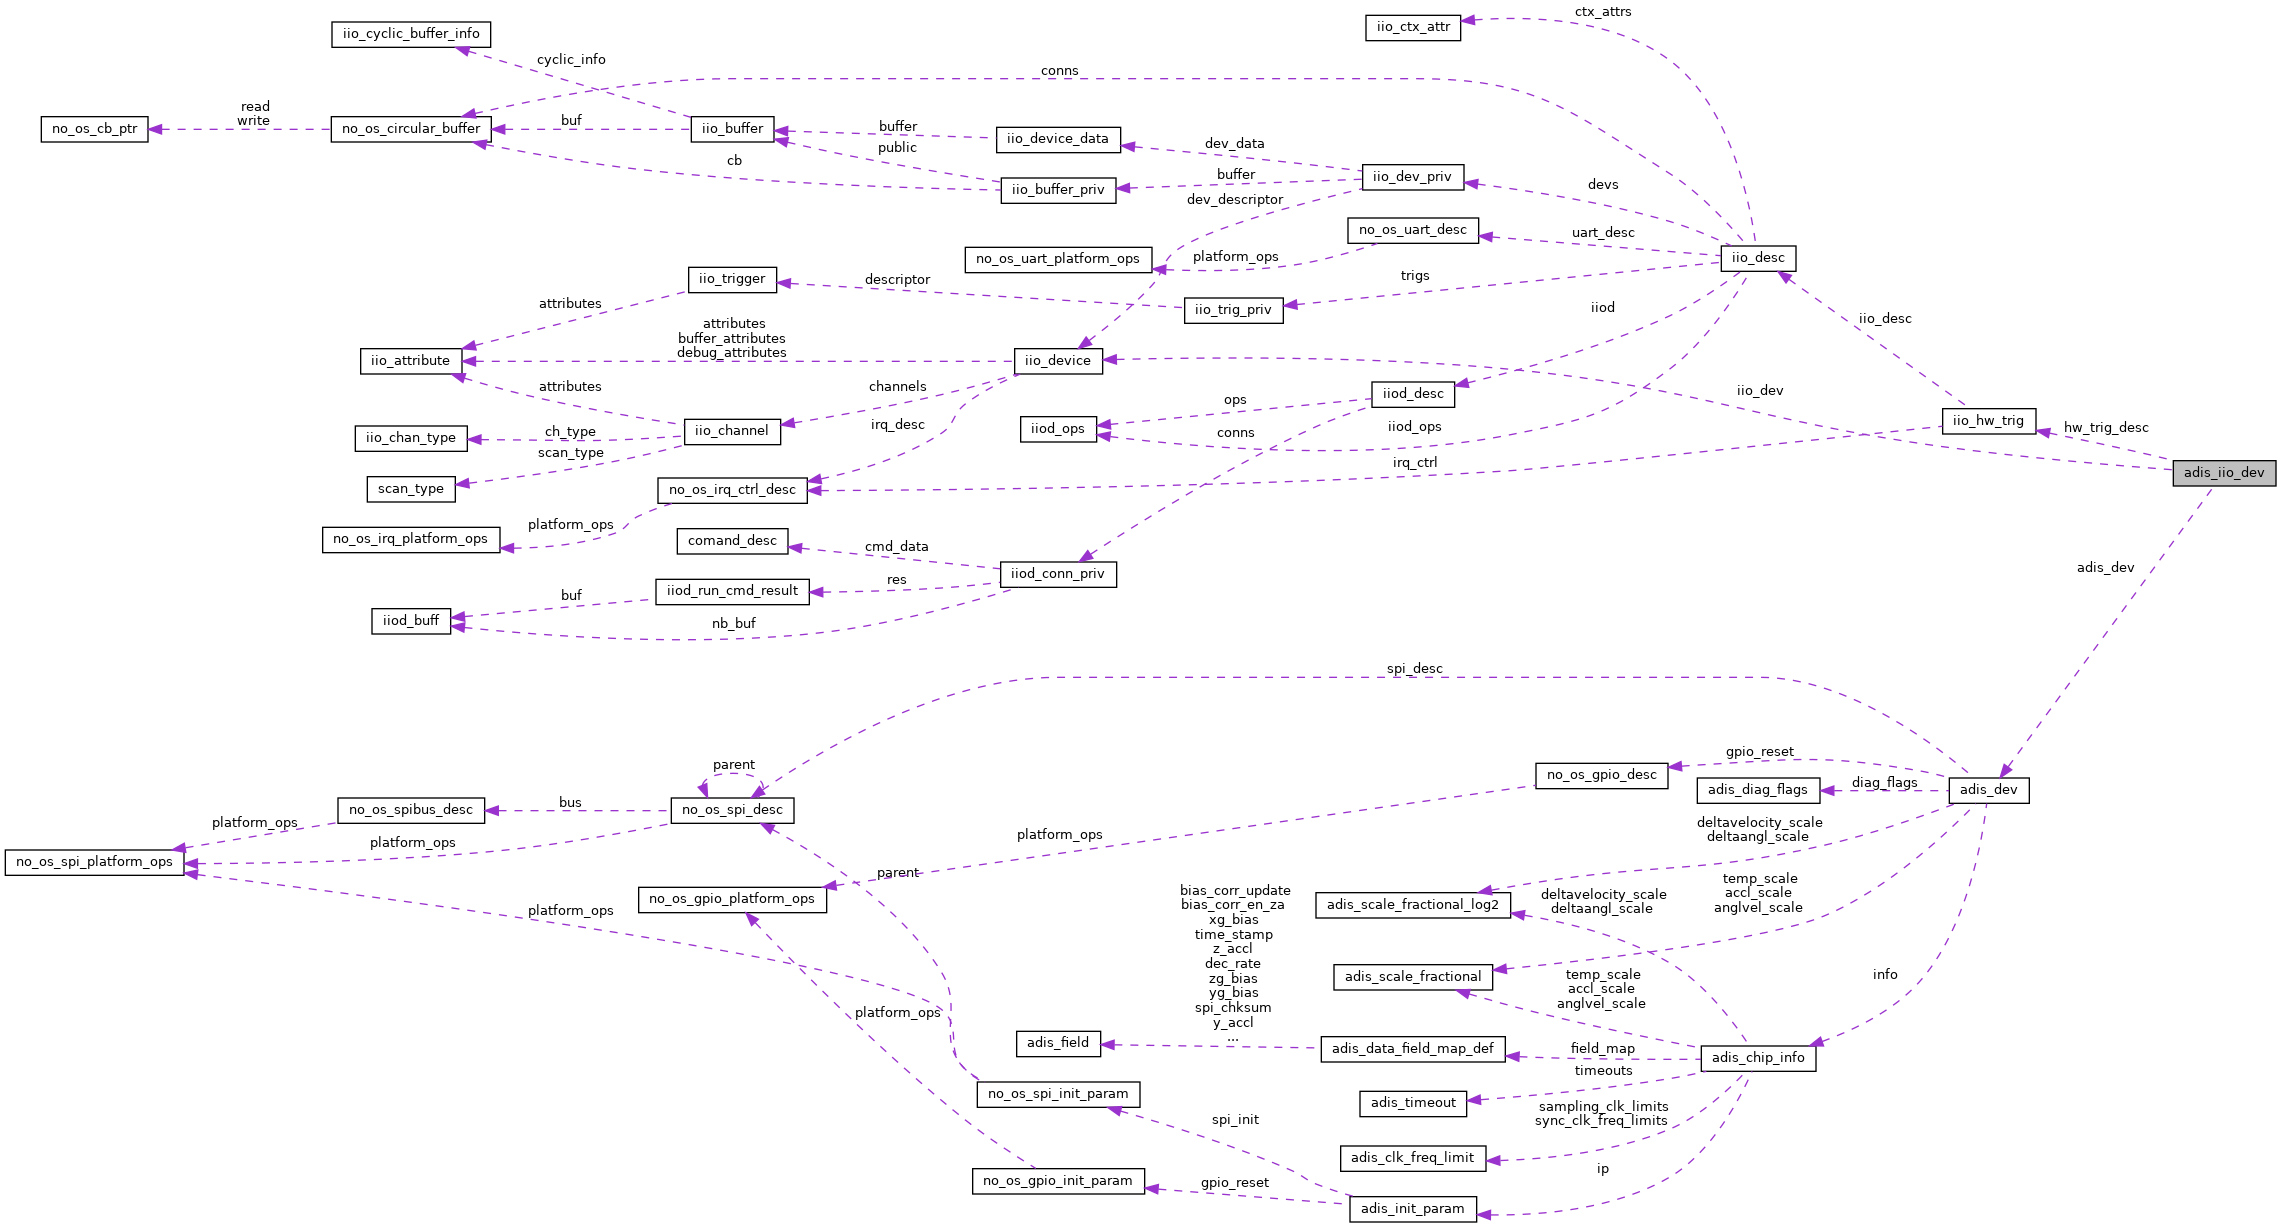 ctx_attrs
iio_ctx_attr
iio_cyclic_buffer_info
cyclic_info
conns
read
write
no_os_cb_ptr
no_os_circular_buffer
buf
iio_buffer
buffer
public
iio_device_data
dev_data
cb
iio_buffer_priv
buffer
iio_dev_priv
devs
dev_descriptor
no_os_uart_desc
uart_desc
no_os_uart_platform_ops
platform_ops
iio_desc
iio_trigger
descriptor
trigs
attributes
iio_trig_priv
iiod
iio_desc
attributes
buffer_attributes
debug_attributes
iio_attribute
iio_device
attributes
channels
iiod_desc
iio_dev
ops
iio_hw_trig
hw_trig_desc
iio_chan_type
ch_type
iio_channel
irq_desc
iiod_ops
conns
iiod_ops
scan_type
irq_ctrl
adis_iio_dev
scan_type
no_os_irq_ctrl_desc
platform_ops
no_os_irq_platform_ops
comand_desc
cmd_data
iiod_conn_priv
adis_dev
iiod_run_cmd_result
res
buf
iiod_buff
nb_buf
spi_desc
gpio_reset
parent
no_os_gpio_desc
diag_flags
adis_diag_flags
adis_dev
no_os_spibus_desc
bus
no_os_spi_desc
platform_ops
platform_ops
platform_ops
deltavelocity_scale
deltaangl_scale
no_os_spi_platform_ops
parent
temp_scale
accl_scale
anglvel_scale
no_os_gpio_platform_ops
platform_ops
bias_corr_update
bias_corr_en_za
xg_bias
time_stamp
z_accl
dec_rate
zg_bias
yg_bias
spi_chksum
y_accl
...
adis_scale_fractional_log2
deltavelocity_scale
deltaangl_scale
adis_scale_fractional
temp_scale
accl_scale
anglvel_scale
info
platform_ops
adis_field
adis_data_field_map_def
field_map
adis_chip_info
timeouts
no_os_spi_init_param
adis_timeout
sampling_clk_limits
sync_clk_freq_limits
spi_init
adis_clk_freq_limit
ip
no_os_gpio_init_param
gpio_reset
adis_init_param